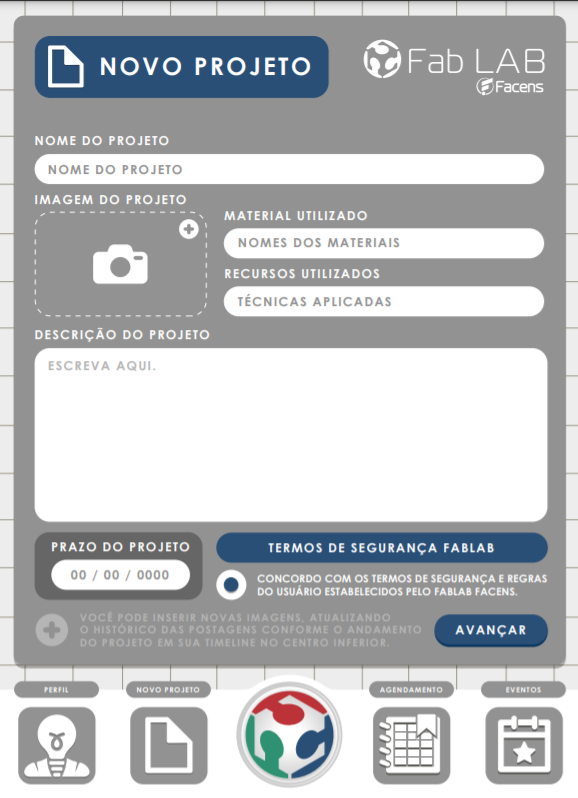 NOVO PROJETO
Fab LAB
Facens
NOME DO PROJETO
NOME DO PROJETO
IMAGEM DO PROJETO
MATERIAL UTILIZADO
NOMES DOS MATERIAIS
RECURSOS UTILIZADOS
TÉCNICAS APLICADAS
DESCRIÇÃO DO PROJETO
ESCREVA AQUI.
PRAZO DO PROJETO
00 / 00 / 0000
TERMOS DE SEGURANÇA FABLAB
CONCORDO COM OS TERMOS DE SEGURANÇA E REGRAS
DO USUÁRIO ESTABELECIDOS PELO FABLAB FACENS.
VOCÊ PODE INSERIR NOVAS IMAGENS, ATUALIZANDO
O HISTÓRICO DAS POSTAGENS CONFORME O ANDAMENTO
DO PROJETO EM SUA TIMELINE NO CENTRO INFERIOR.
AVANÇAR
PERFIL
NOVO PROJETO
AGENDAMENTO
EVENTOS